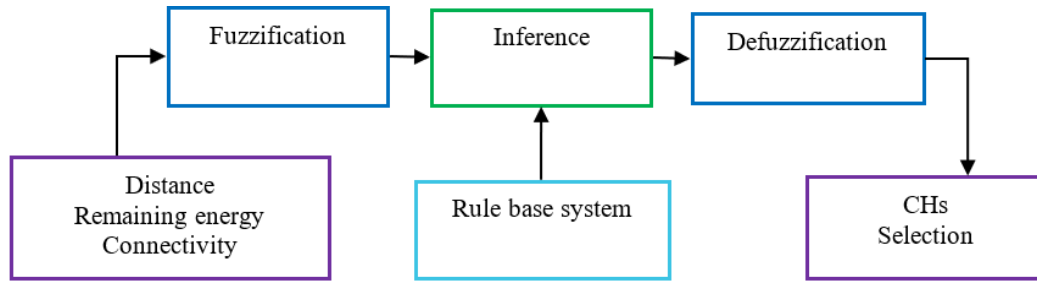 Fuzzification
Inference
Defuzzification
Distance
Remaining energy
Connectivity
Rule base system
CHs
Selection